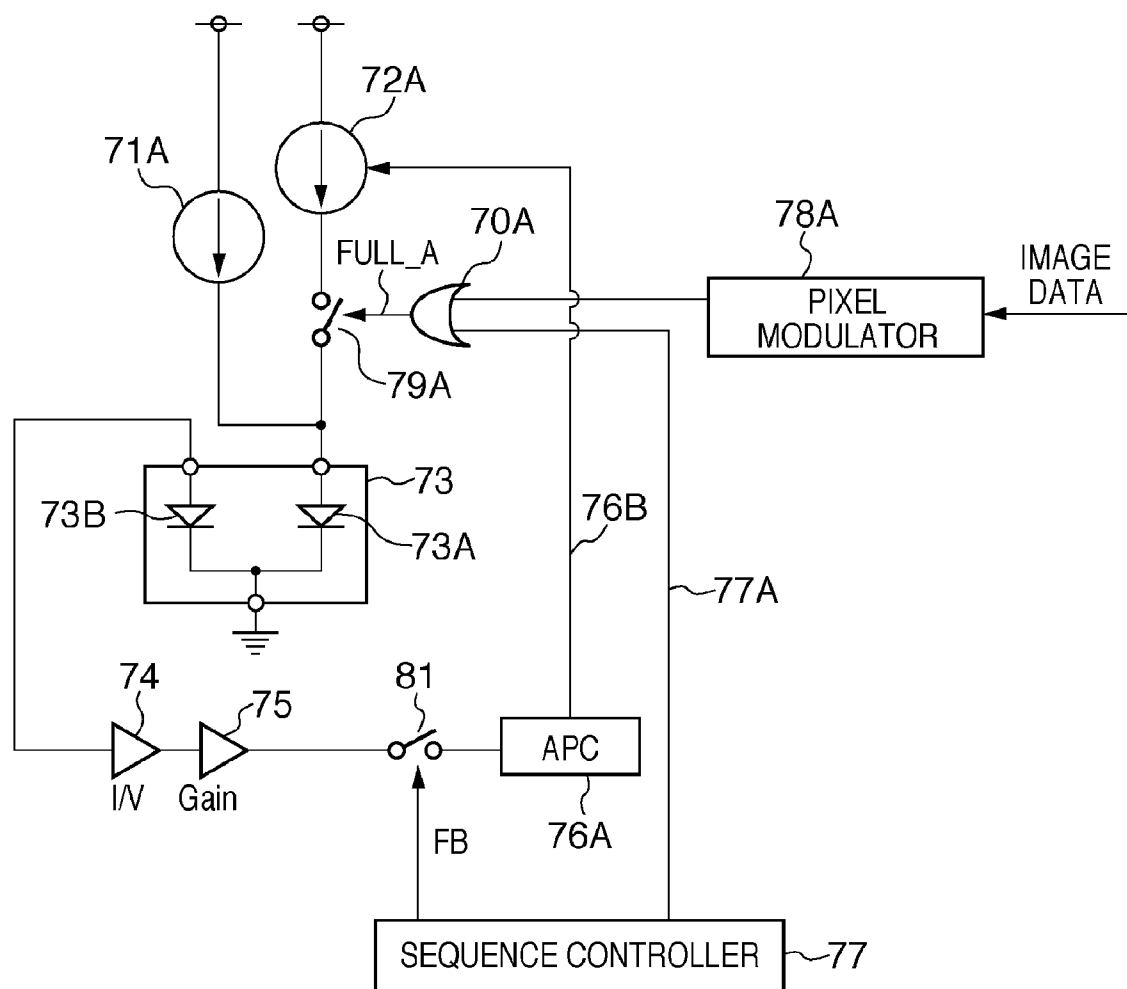 72A
71A
70A
78A
FULL_A
PIXEL
MODULATOR
IMAGE
DATA
79A
73
73B
73A
76B
77A
74
75
81
I/V
Gain
APC
76A
FB
SEQUENCE CONTROLLER
77